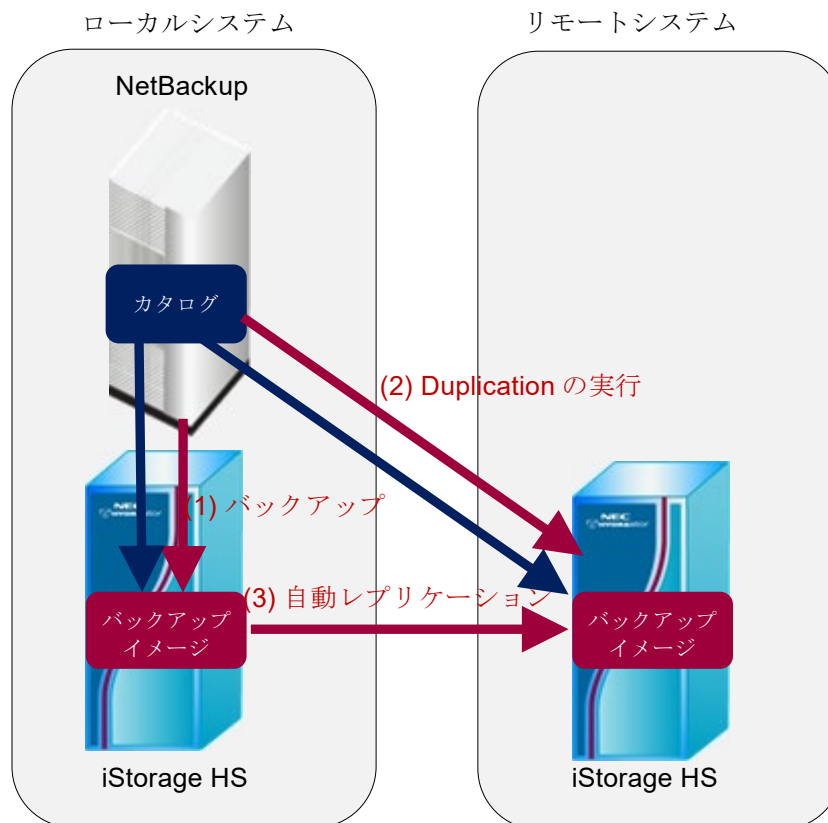 ローカルシステム
リモートシステム
NetBackup
カタログ
(2) Duplication の実行
NEC
NEC
(1) バックアップ
(3) 自動レプリケーション
バックアップ
イメージ
バックアップ
イメージ
iStorage HS
iStorage HS